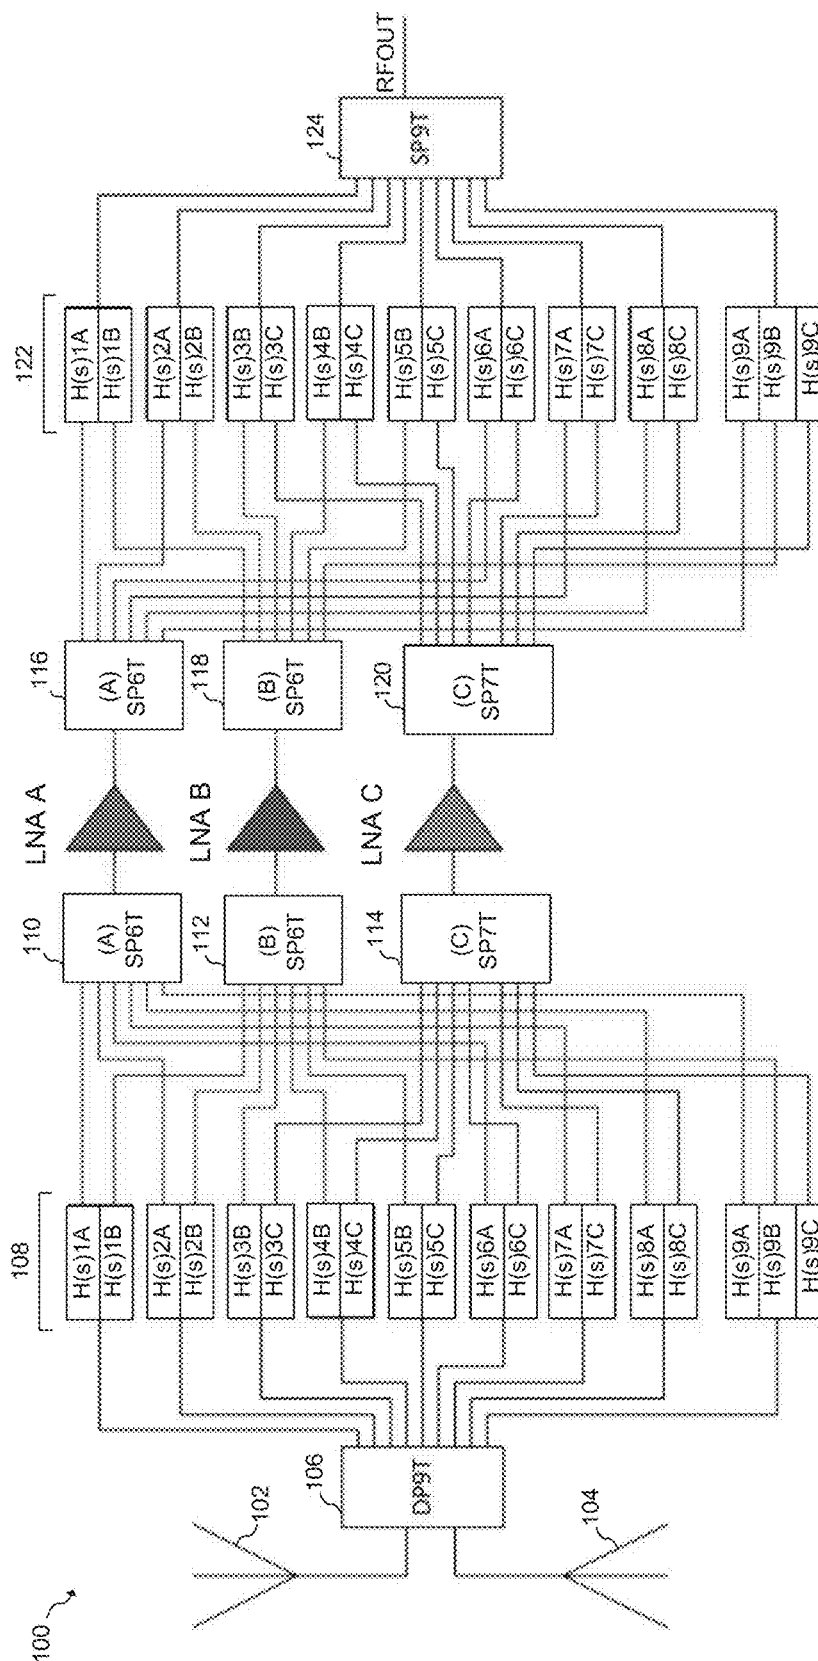 100
102
104
106
DP9T
108
H(s)1A
H(s)1B
H(s)2A
H(s)2B
H(s)3B
H(s)3C
H(s)4B
H(s)4C
H(s)5B
H(s)5C
H(s)6A
H(s)6C
H(s)7A
H(s)7C
H(s)8A
H(s)8C
H(s)9A
H(s)9B
H(s)9C
110
(A)
SP6T
112
(B)
SP6T
114
(C)
SP7T
LNA A
LNA B
LNA C
116
(A)
SP6T
118
(B)
SP6T
120
(C)
SP7T
122
H(s)1A
H(s)1B
H(s)2A
H(s)2B
H(s)3B
H(s)3C
H(s)4B
H(s)4C
H(s)5B
H(s)5C
H(s)6A
H(s)6C
H(s)7A
H(s)7C
H(s)8A
H(s)8C
H(s)9A
H(s)9B
H(s)9C
124
SP9T
RFOUT